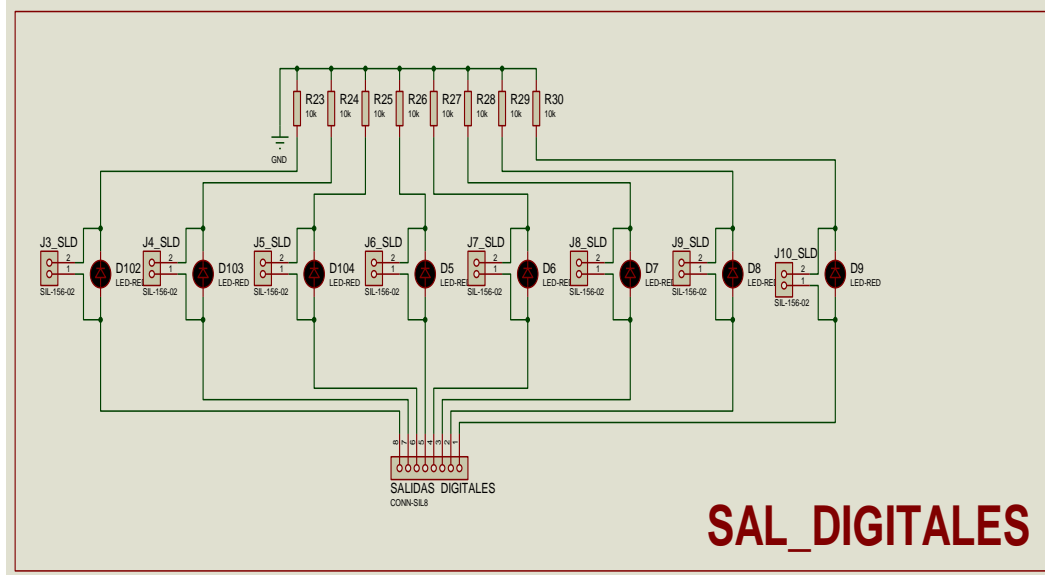 R23 R24 R25 R26 R27 R28 R29 R30
10k 10k 10k 10k 10k 10k 10k 10k
GND
J3_SLD J4_SLD J5_SLD J6_SLD J7_SLD J8_SLD J9_SLD J10_SLD
2 2 2 2 2 2 2 2
1 1 1 1 1 1 1 1
D102 D103 D104 D5 D6 D7 D8 D9
LED-RED LED-RED LED-RED LED-RED LED-RED LED-RED LED-RED LED-RED
SIL-156-02 SIL-156-02 SIL-156-02 SIL-156-02 SIL-156-02 SIL-156-02 SIL-156-02 SIL-156-02
8 7 6 5 4 3 2 1
SALIDAS DIGITALES
CONN-SIL8
SAL_DIGITALES